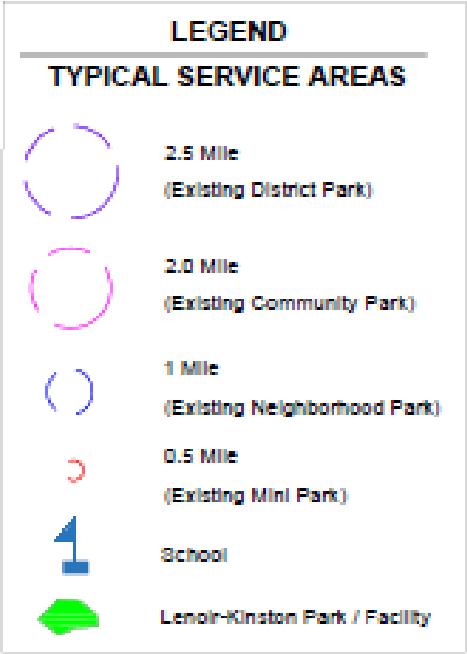 LEGEND
TYPICAL SERVICE AREAS
2.5 Mile
(Existing District Park)
2.0 Mile
(Existing Community Park)
1 Mile
(Existing Neighborhood Park)
0.5 Mile
(Existing Mini Park)
School
Lenoir-Kinston Park / Facility